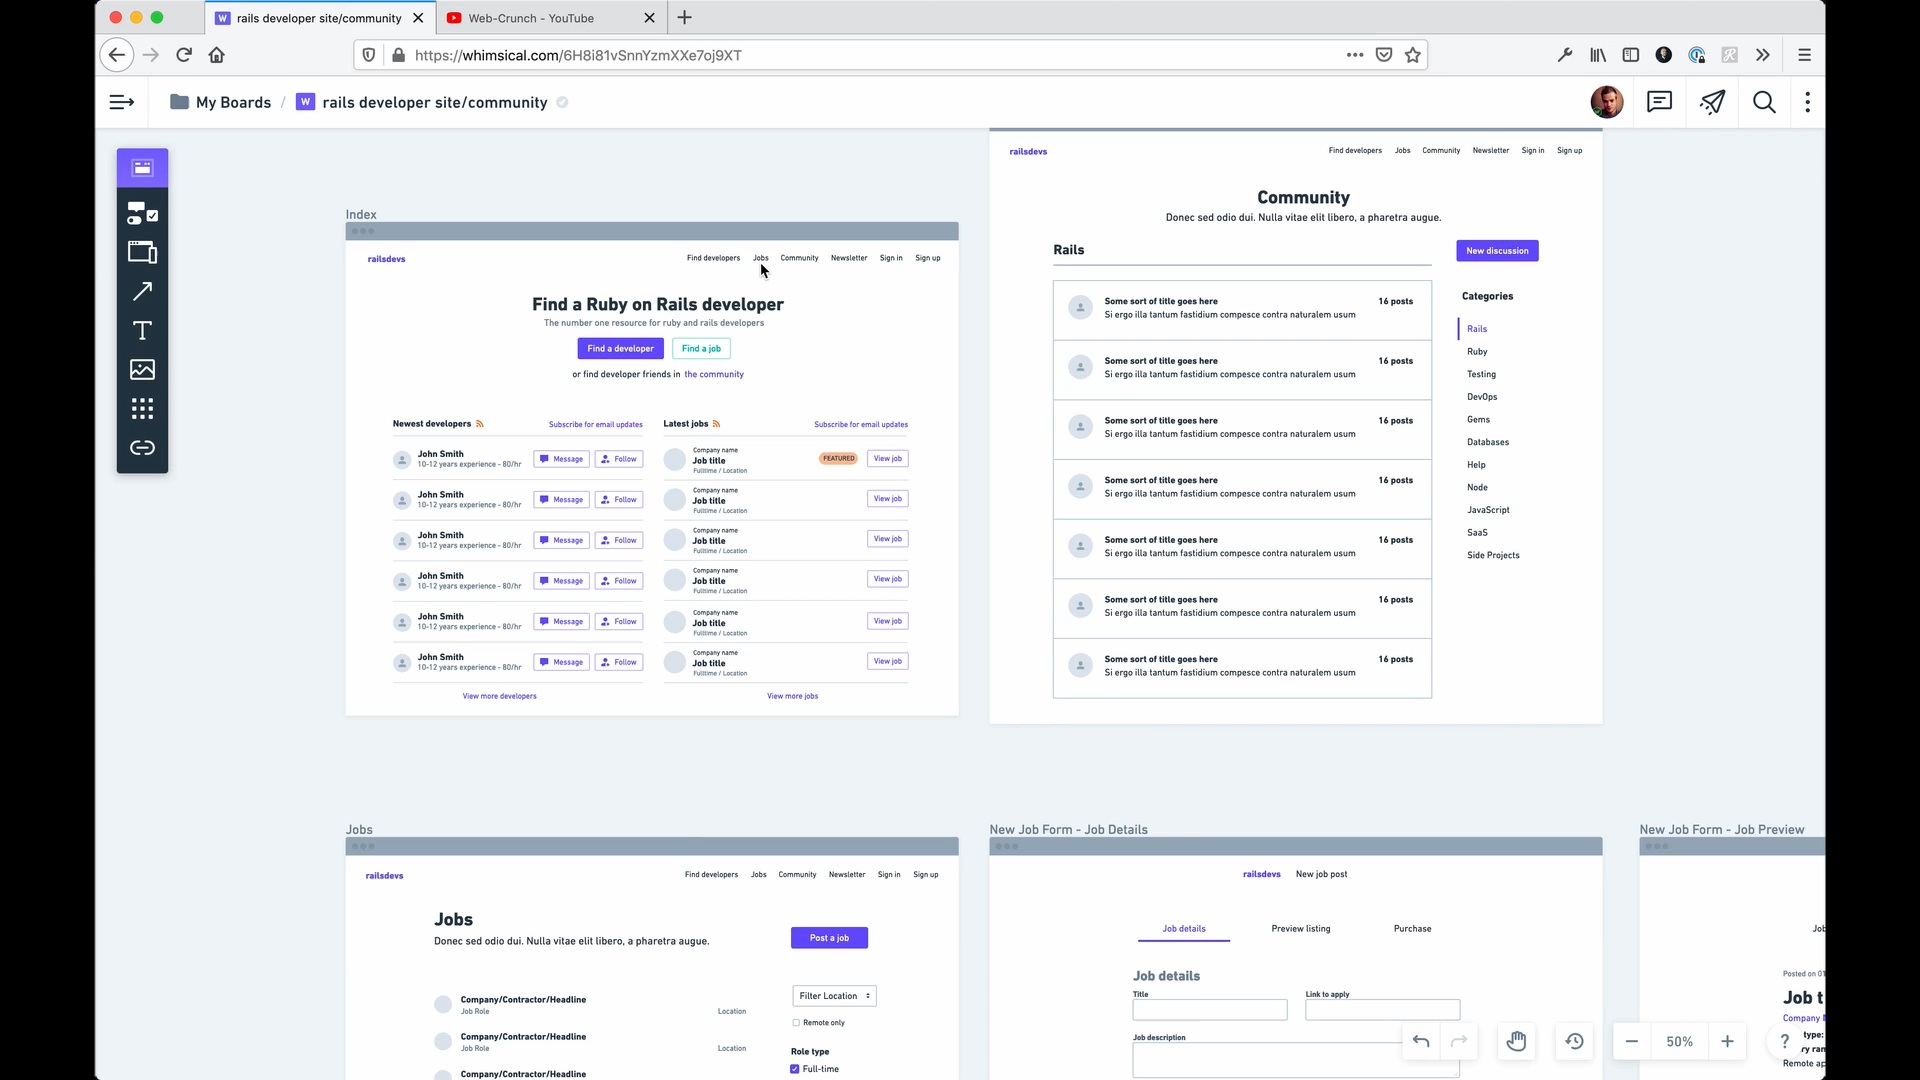 rails developer site/community
Web-Crunch - YouTube
https://whimsical.com/6H8i81vSnnYzmXXe7oj9XT
My Boards / rails developer site/community
Index
railsdevs
Find developers Jobs Community Newsletter Sign in Sign up
Find a Ruby on Rails developer
The number one resource for ruby and rails developers
Find a developer Find a job
or find developer friends in the community
Newest developers Subscribe for email updates
John Smith
10-12 years experience - 80/hr
Message Follow
John Smith
10-12 years experience - 80/hr
Message Follow
John Smith
10-12 years experience - 80/hr
Message Follow
John Smith
10-12 years experience - 80/hr
Message Follow
John Smith
10-12 years experience - 80/hr
Message Follow
John Smith
10-12 years experience - 80/hr
Message Follow
View more developers
Latest jobs Subscribe for email updates
Company name
Job title
Fulltime / Location
FEATURED View job
Company name
Job title
Fulltime / Location
View job
Company name
Job title
Fulltime / Location
View job
Company name
Job title
Fulltime / Location
View job
Company name
Job title
Fulltime / Location
View job
Company name
Job title
Fulltime / Location
View job
View more jobs
railsdevs
Find developers Jobs Community Newsletter Sign in Sign up
Community
Donec sed odio dui. Nulla vitae elit libero, a pharetra augue.
Rails
New discussion
Some sort of title goes here 16 posts
Si ergo illa tantum fastidium compesce contra naturalem usum
Some sort of title goes here 16 posts
Si ergo illa tantum fastidium compesce contra naturalem usum
Some sort of title goes here 16 posts
Si ergo illa tantum fastidium compesce contra naturalem usum
Some sort of title goes here 16 posts
Si ergo illa tantum fastidium compesce contra naturalem usum
Some sort of title goes here 16 posts
Si ergo illa tantum fastidium compesce contra naturalem usum
Some sort of title goes here 16 posts
Si ergo illa tantum fastidium compesce contra naturalem usum
Some sort of title goes here 16 posts
Si ergo illa tantum fastidium compesce contra naturalem usum
Categories
Rails
Ruby
Testing
DevOps
Gems
Databases
Help
Node
JavaScript
SaaS
Side Projects
Jobs
railsdevs
Find developers Jobs Community Newsletter Sign in Sign up
Jobs
Donec sed odio dui. Nulla vitae elit libero, a pharetra augue.
Post a job
Company/Contractor/Headline
Job Role
Location
Company/Contractor/Headline
Job Role
Location
Company/Contractor/Headline
Filter Location
Remote only
Role type
Full-time
New Job Form - Job Details
railsdevs New job post
Job details Preview listing Purchase
Job details
Title
Link to apply
Job description
New Job Form - Job Preview
Job
Posted on 01
Job t
Company
type:
ry ran
Remote ap
50%
?